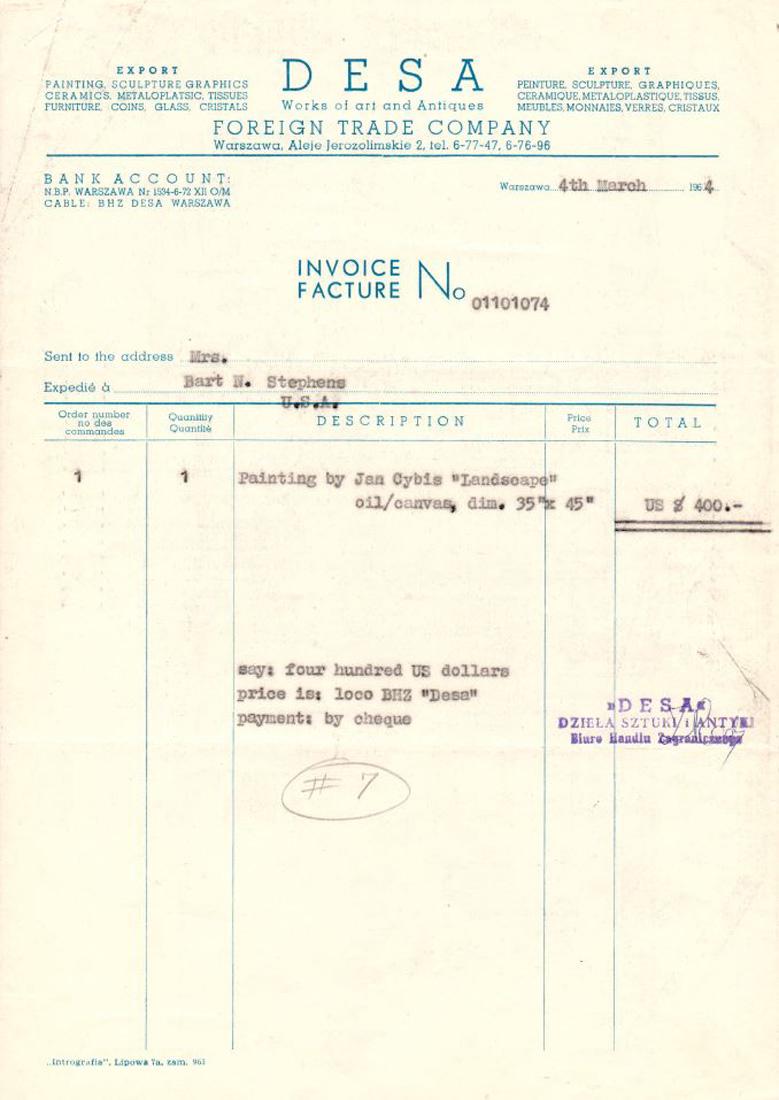 EXPORT
PAINTING, SCULPTURE GRAPHICS
CERAMICS, METALOPLATSIC, TISSUES
FURNITURE, COINS, GLASS, CRISTALS
DESA
Works of art and Antiques
EXPORT
PEINTURE, SCULPTURE, GRAPHIQUES,
CERAMIQUE, METALOPLASTIQUE, TISSUS,
MEUBLES, MONNAIES, VERRES, CRISTAUX
FOREIGN TRADE COMPANY
Warszawa, Aleje Jerozolimskie 2, tel. 6-77-47, 6-76-96
BANK ACCOUNT:
N.B.P. WARSZAWA Nr 1534-6-72 XII O/M
CABLE: BHZ DESA WARSZAWA
Warszawa 4th March 1964
INVOICE
FACTURE No 01101074
Sent to the address Mrs.
Expedié à Bart N. Stephens
U.S.A.
Order number
no des
commandes
Quantility
Quantité
DESCRIPTION
Price
Prix
TOTAL
1 1 Painting by Jan Cybis "Landscape"
oil/canvas, dim. 35"x 45" US $ 400.-
say: four hundred US dollars
price is: loco BHZ "Desa"
payment: by cheque
»DESA«
DZIEŁA SZTUKI i ANTYKI
Biuro Handlu Zagranicznego
# 7
„Introgrofia", Lipowa 7a, zam. 961